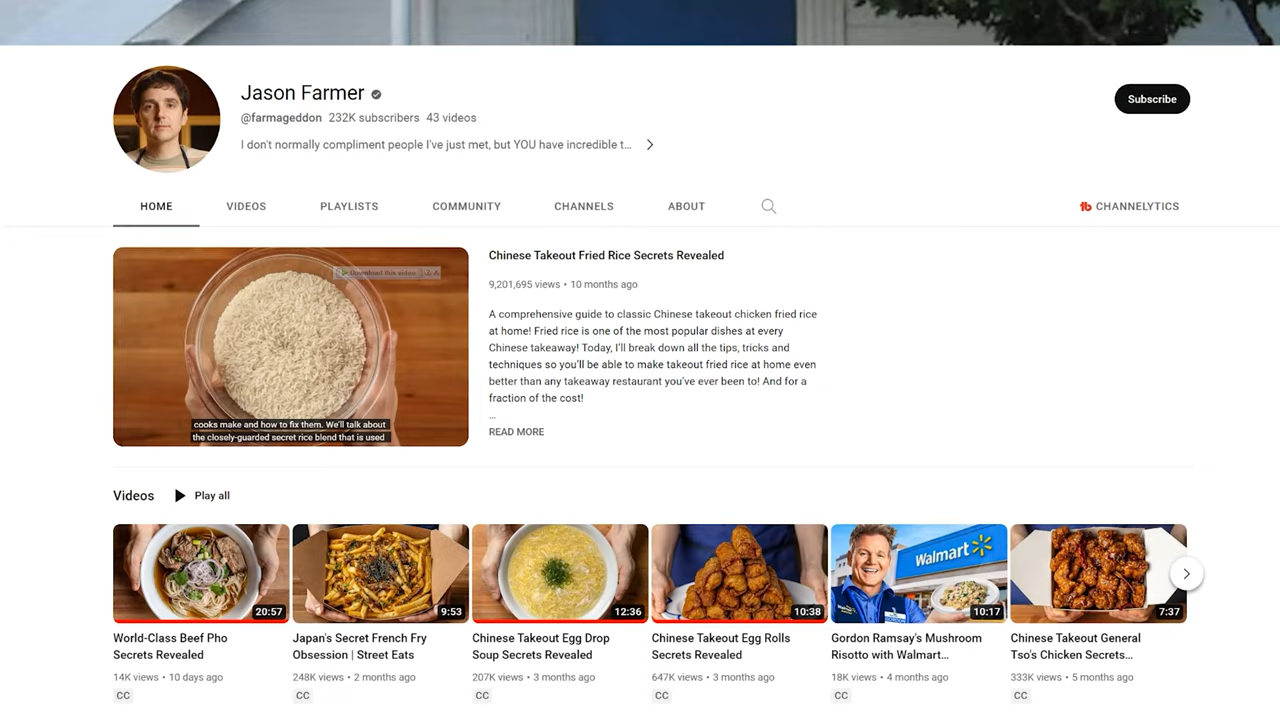 Jason Farmer
Subscribe
@farmageddon 232K subscribers 43 videos
I don't normally compliment people I've just met, but YOU have incredible t...
HOME VIDEOS PLAYLISTS COMMUNITY CHANNELS ABOUT CHANNELYTICS
Download this video
cooks make and how to fix them. We'll talk about
the closely-guarded secret rice blend that is used
Chinese Takeout Fried Rice Secrets Revealed
9,201,695 views • 10 months ago
A comprehensive guide to classic Chinese takeout chicken fried rice
at home! Fried rice is one of the most popular dishes at every
Chinese takeaway! Today, I'll break down all the tips, tricks and
techniques so you'll be able to make takeout fried rice at home even
better than any takeaway restaurant you've ever been to! And for a
fraction of the cost!
...
READ MORE
Videos Play all
20:57
World-Class Beef Pho
Secrets Revealed
14K views • 10 days ago
CC
9:53
Japan's Secret French Fry
Obsession | Street Eats
248K views • 2 months ago
CC
12:36
Chinese Takeout Egg Drop
Soup Secrets Revealed
207K views • 3 months ago
CC
10:38
Chinese Takeout Egg Rolls
Secrets Revealed
647K views • 3 months ago
CC
Walmart
10:17
Gordon Ramsay's Mushroom
Risotto with Walmart...
18K views • 4 months ago
CC
7:37
Chinese Takeout General
Tso's Chicken Secrets...
333K views • 5 months ago
CC